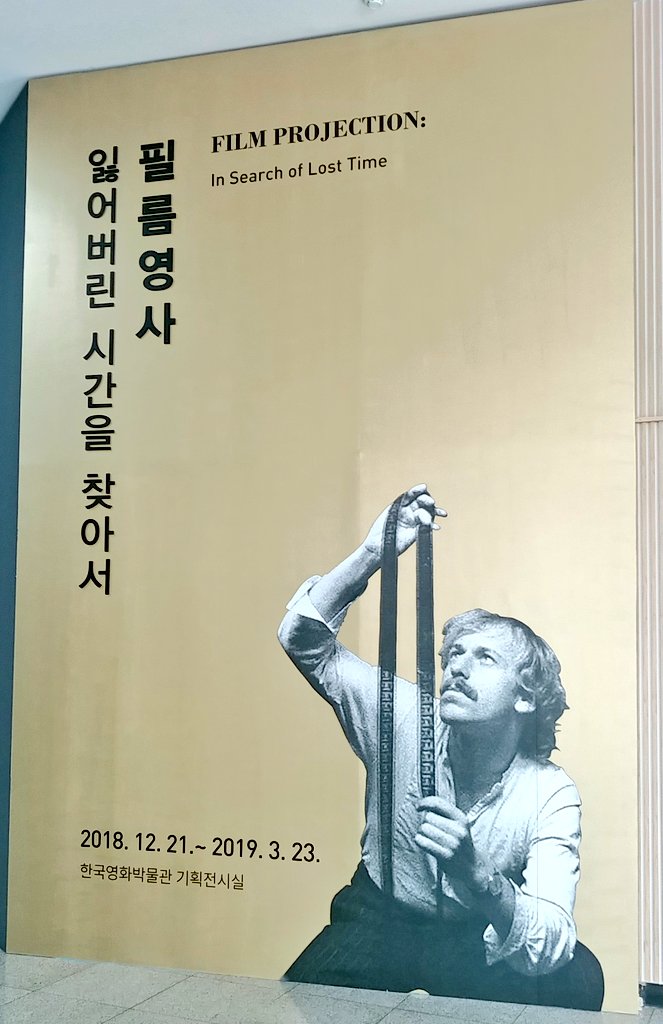 FILM PROJECTION:
In Search of Lost Time
필름영사
잃어버린 시간을 찾아서
2018. 12. 21.~ 2019. 3. 23.
한국영화박물관 기획전시실